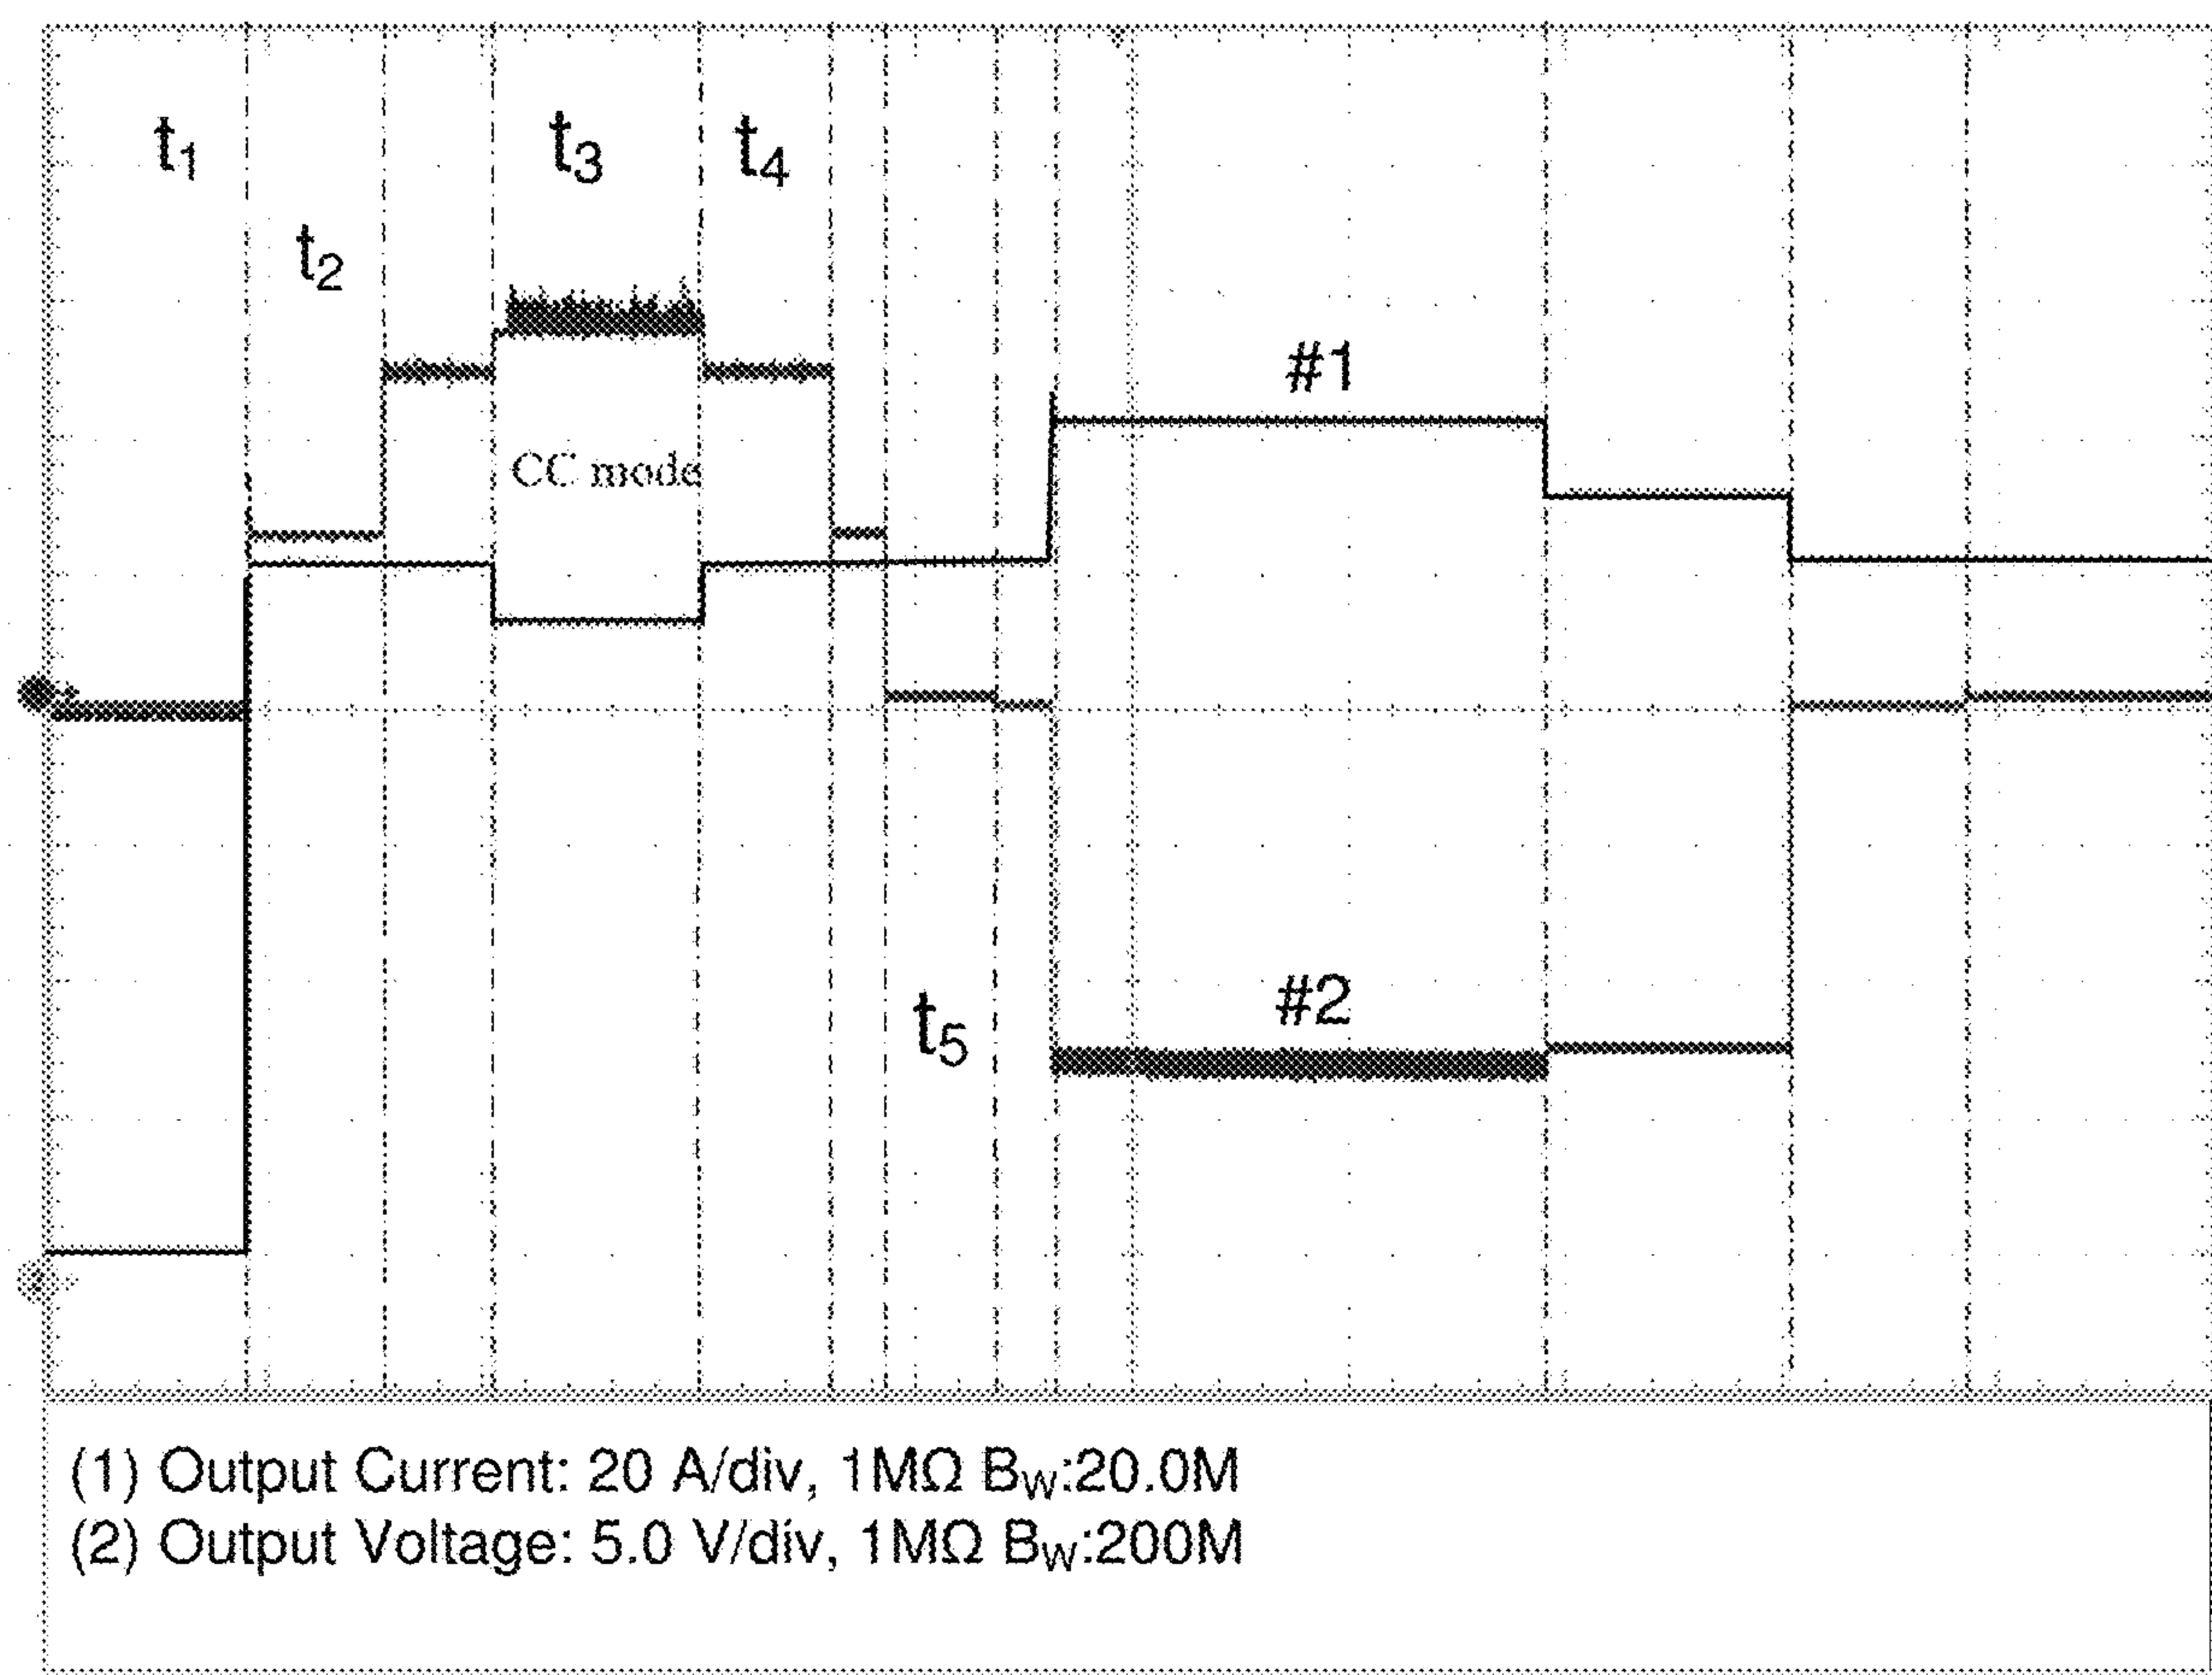 t1
t3
t4
t2
#1
CC mode
#2
t5
(1) Output Current: 20 A/div, 1MΩ BW:20.0M
(2) Output Voltage: 5.0 V/div, 1MΩ BW:200M